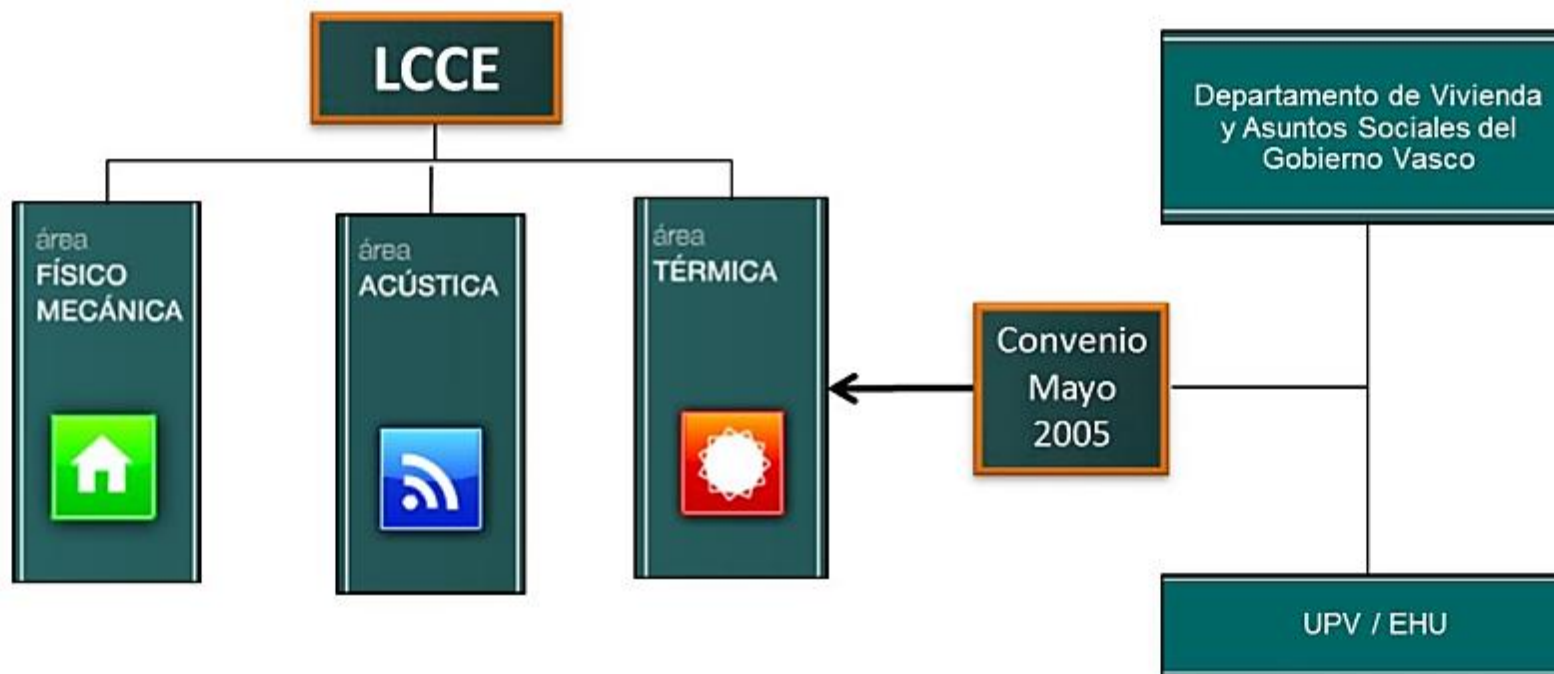 LCCE
área
FÍSICO
MECÁNICA
área
ACÚSTICA
área
TÉRMICA
Convenio
Mayo
2005
Departamento de Vivienda
y Asuntos Sociales del
Gobierno Vasco
UPV / EHU